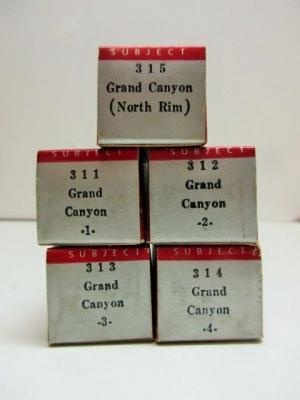 SUBJECT
315
Grand Canyon
(North Rim)
SUBJECT
311
Grand
Canyon
-1-
SUBJECT
312
Grand
Canyon
-2-
SUBJECT
313
Grand
Canyon
-3-
SUBJECT
314
Grand
Canyon
-4-